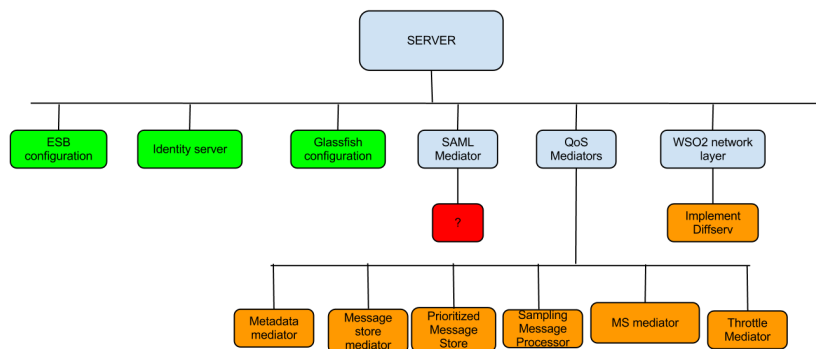 SERVER
ESB
configuration
Identity server
Glassfish
configuration
SAML
Mediator
QoS
Mediators
WSO2 network
layer
?
Implement
Diffserv
Metadata
mediator
Message
store
mediator
Prioritized
Message
Store
Sampling
Message
Processor
MS mediator
Throttle
Mediator